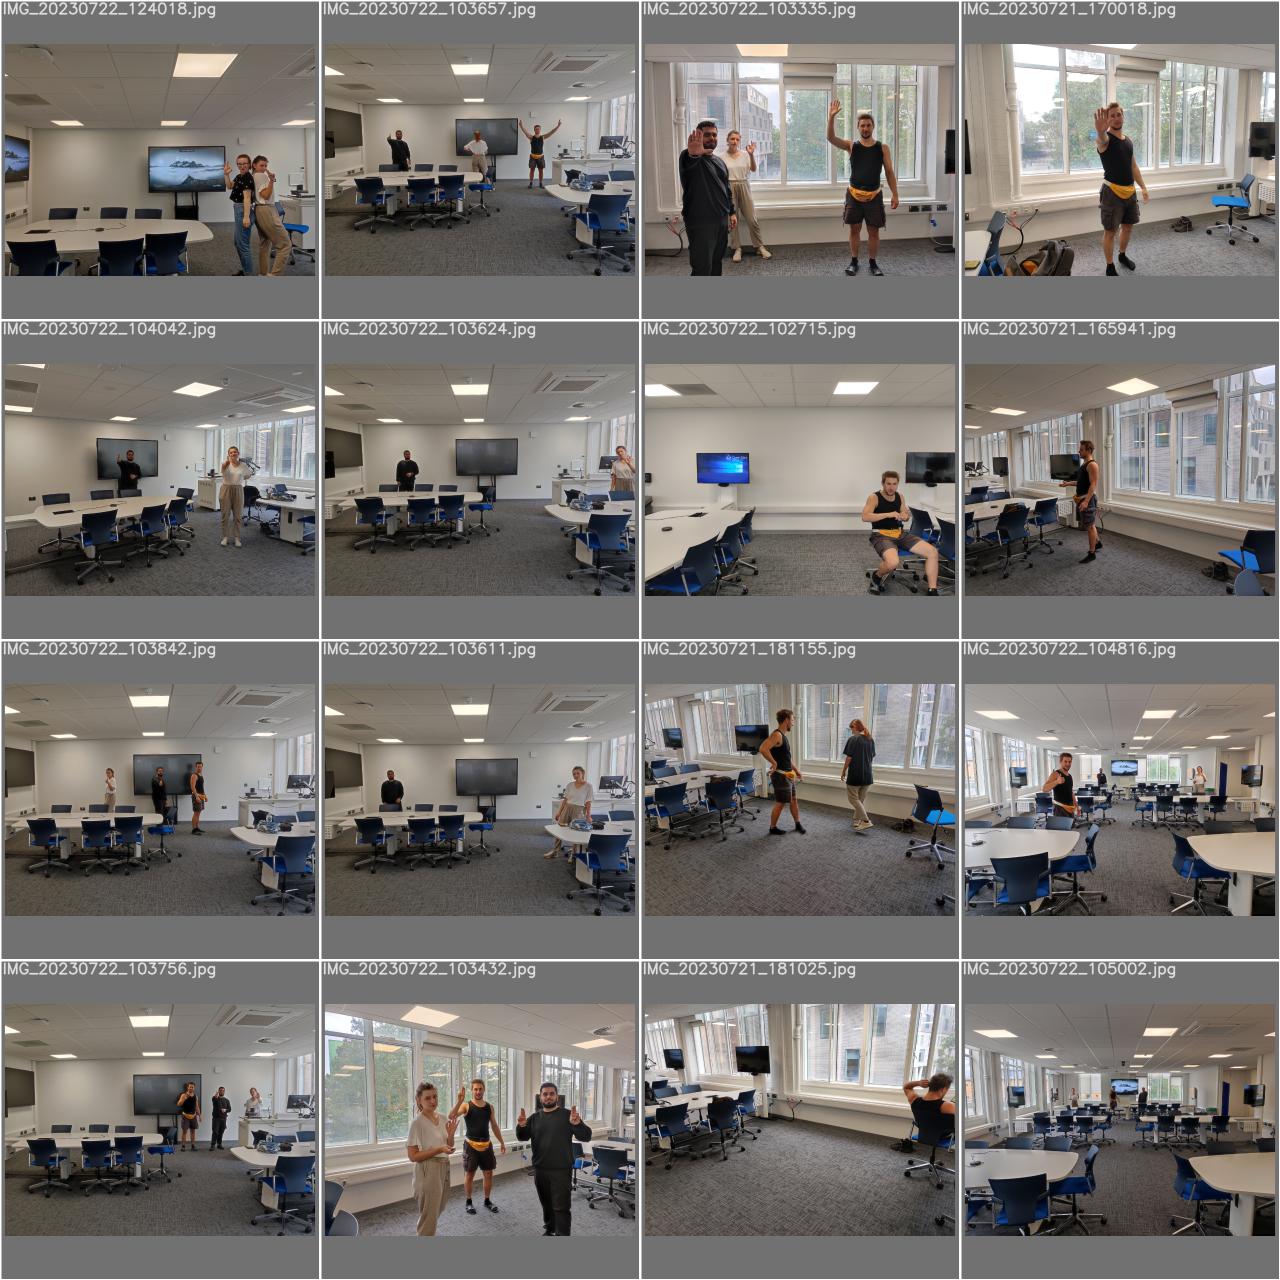 IMG_20230722_124018.jpg
IMG_20230722_103657.jpg
IMG_20230722_103335.jpg
IMG_20230721_170018.jpg
IMG_20230722_104042.jpg
IMG_20230722_103624.jpg
IMG_20230722_102715.jpg
IMG_20230721_165941.jpg
IMG_20230722_103842.jpg
IMG_20230722_103611.jpg
IMG_20230721_181155.jpg
IMG_20230722_104816.jpg
IMG_20230722_103756.jpg
IMG_20230722_103432.jpg
IMG_20230721_181025.jpg
IMG_20230722_105002.jpg